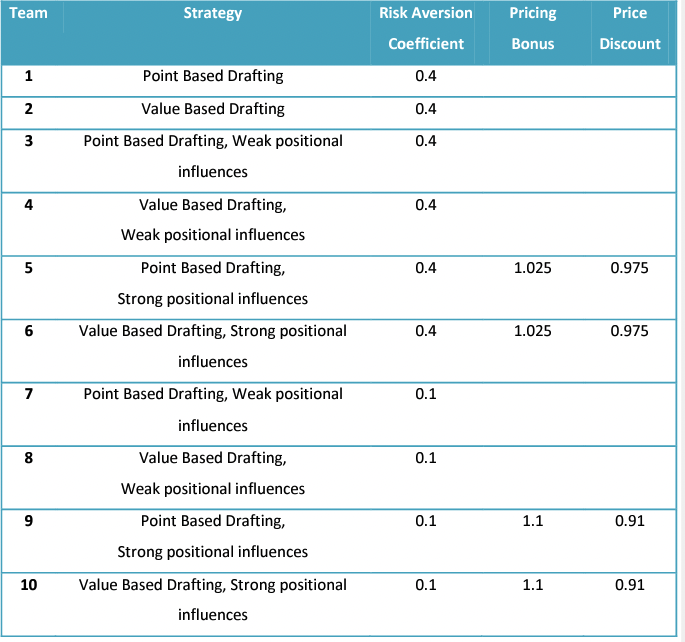 Team Strategy Risk Aversion Pricing Price
Coefficient Bonus Discount
1 Point Based Drafting 0.4
2 Value Based Drafting 0.4
3 Point Based Drafting, Weak positional 0.4
influences
4 Value Based Drafting, 0.4
Weak positional influences
5 Point Based Drafting, 0.4 1.025 0.975
Strong positional influences
6 Value Based Drafting, Strong positional 0.4 1.025 0.975
influences
7 Point Based Drafting, Weak positional 0.1
influences
8 Value Based Drafting, 0.1
Weak positional influences
9 Point Based Drafting, 0.1 1.1 0.91
Strong positional influences
10 Value Based Drafting, Strong positional 0.1 1.1 0.91
influences